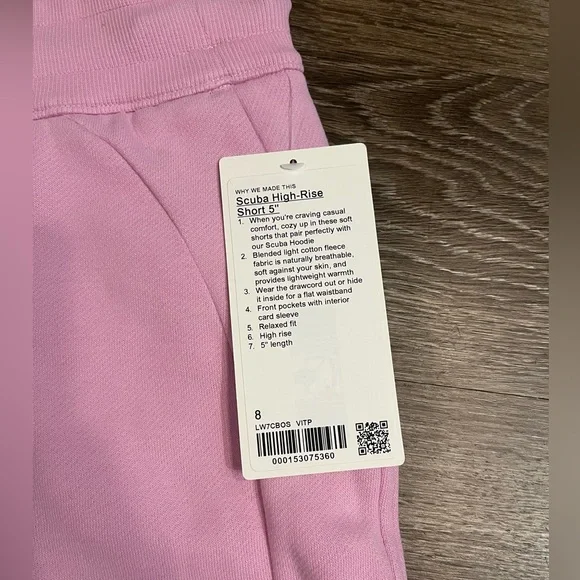 WHY WE MADE THIS
Scuba High-Rise
Short 5"
1. When you're craving casual
comfort, cozy up in these soft
shorts that pair perfectly with
our Scuba Hoodie
2. Blended light cotton fleece
fabric is naturally breathable,
soft against your skin, and
provides lightweight warmth
3. Wear the drawcord out or hide
it inside for a flat waistband
4. Front pockets with interior
card sleeve
5. Relaxed fit
6. High rise
7. 5" length
8
LW7CBOS VITP
000153075360